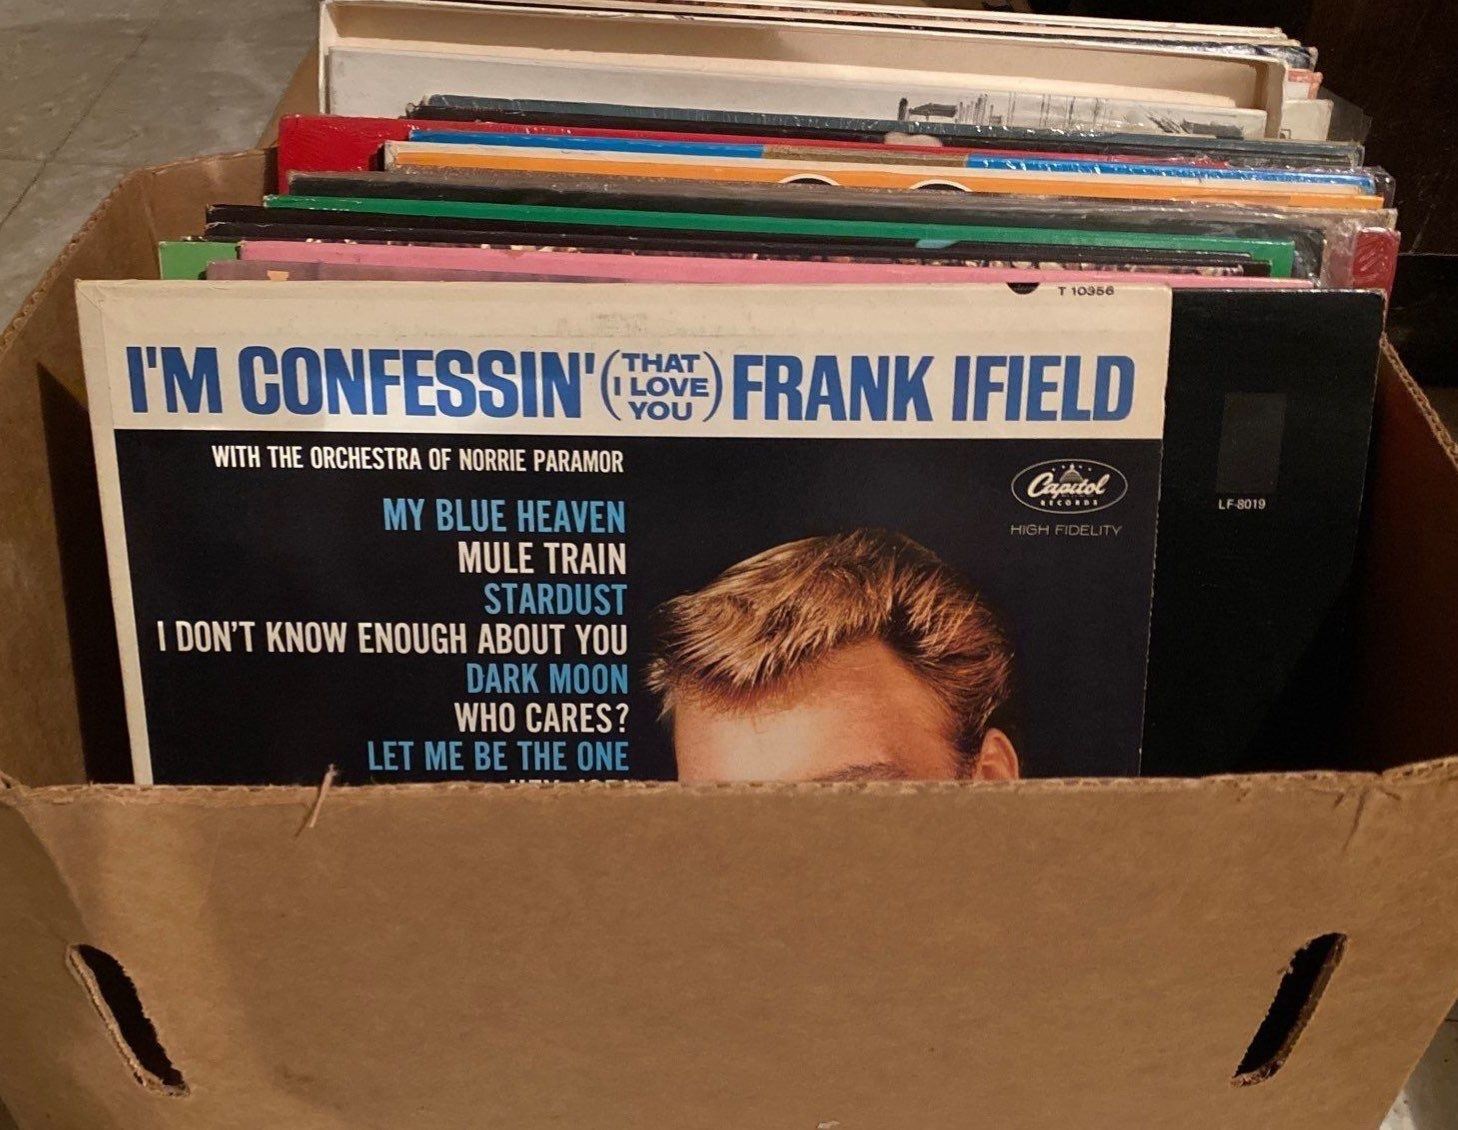 T 10356
I'M CONFESSIN' (THAT I LOVE YOU) FRANK IFIELD
WITH THE ORCHESTRA OF NORRIE PARAMOR
Capitol
RECORDS
HIGH FIDELITY
LF-8019
MY BLUE HEAVEN
MULE TRAIN
STARDUST
I DON'T KNOW ENOUGH ABOUT YOU
DARK MOON
WHO CARES?
LET ME BE THE ONE